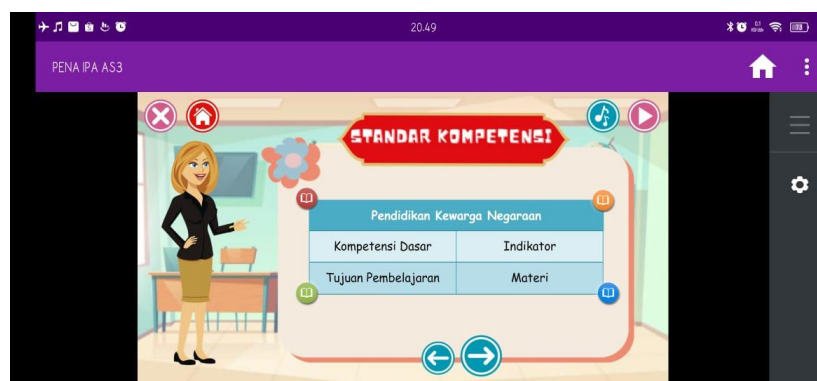 20.49
PENA IPA AS3
STANDAR KOMPETENSI
Pendidikan Kewarga Negaraan
Kompetensi Dasar
Indikator
Tujuan Pembelajaran
Materi